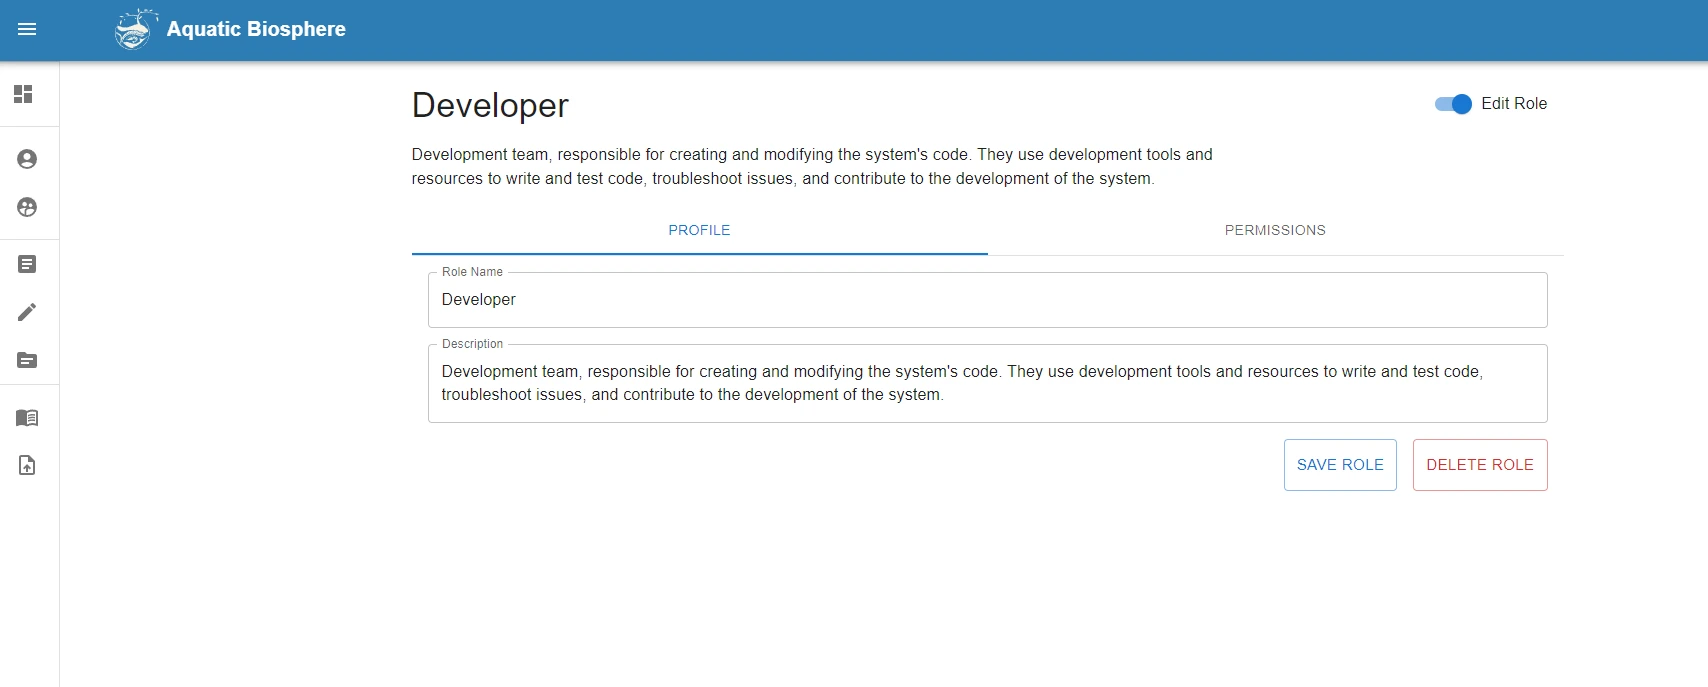 Aquatic Biosphere
Developer
Edit Role
Development team, responsible for creating and modifying the system's code. They use development tools and
resources to write and test code, troubleshoot issues, and contribute to the development of the system.
PROFILE
PERMISSIONS
Role Name
Developer
Description
Development team, responsible for creating and modifying the system's code. They use development tools and resources to write and test code,
troubleshoot issues, and contribute to the development of the system.
SAVE ROLE
DELETE ROLE